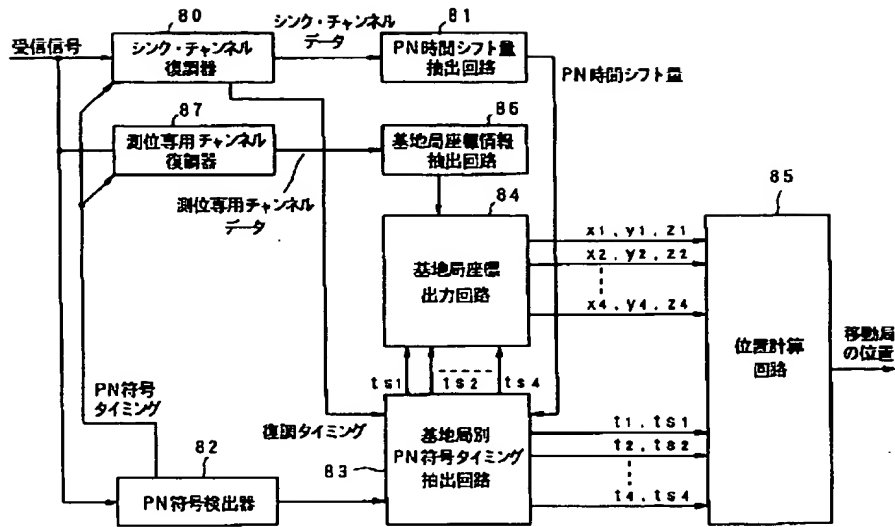 受信信号
80
シンク・チャンネル
復調器
シンク・チャンネル
データ
81
PN時間シフト量
抽出回路
PN時間シフト量
87
測位専用チャンネル
復調器
測位専用チャンネル
データ
86
基地局座標情報
抽出回路
84
基地局座標
出力回路
x1, y1, z1
x2, y2, z2
x4, y4, z4
85
位置計算
回路
移動局
の位置
ts1
ts2
ts4
PN符号
タイミング
復調タイミング
83
基地局別
PN符号タイミング
抽出回路
t1, ts1
t2, ts2
t4, ts4
82
PN符号検出器